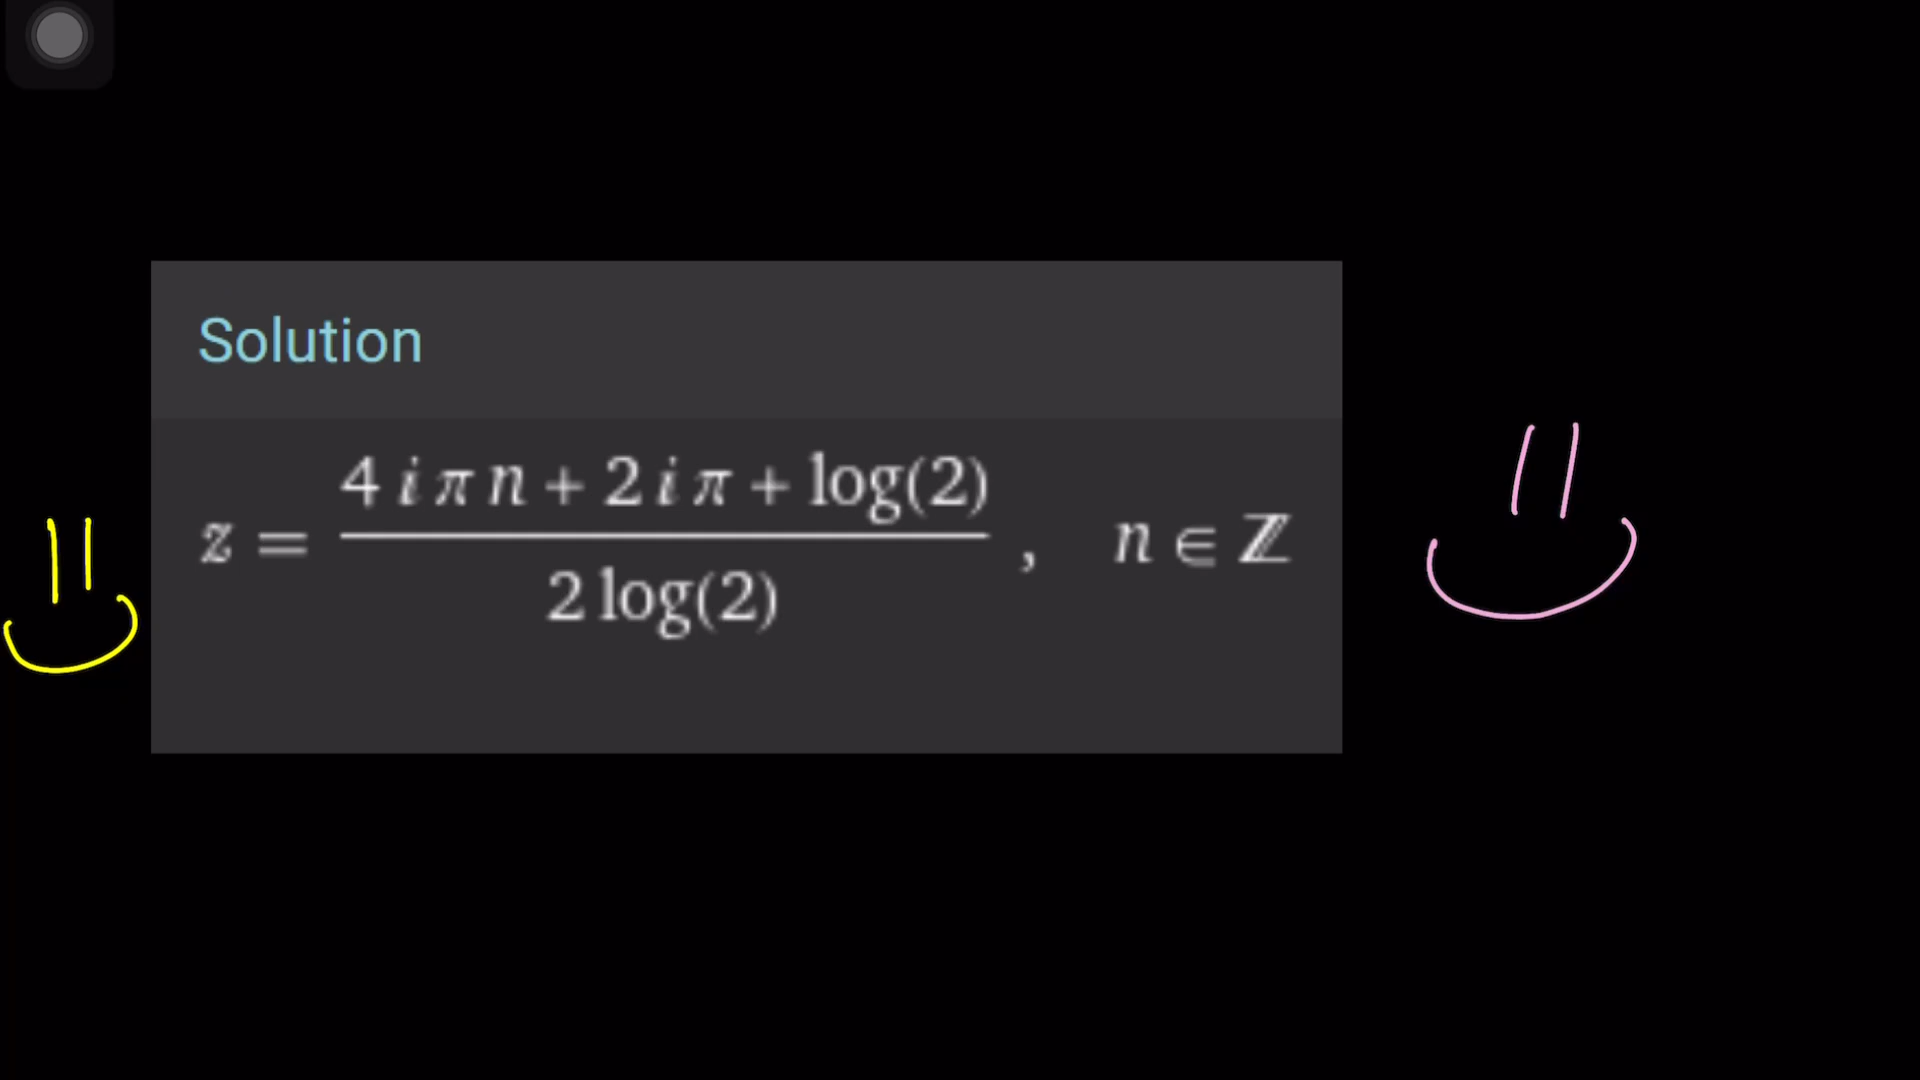 Solution
z = (4 i π n + 2 i π + log(2)) / (2 log(2)), n ∈ ℤ